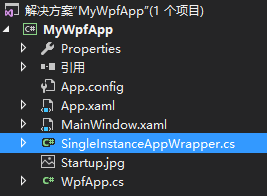 解决方案"MyWpfApp"(1 个项目)
MyWpfApp
Properties
引用
App.config
App.xaml
MainWindow.xaml
SingleInstanceAppWrapper.cs
Startup.jpg
WpfApp.cs